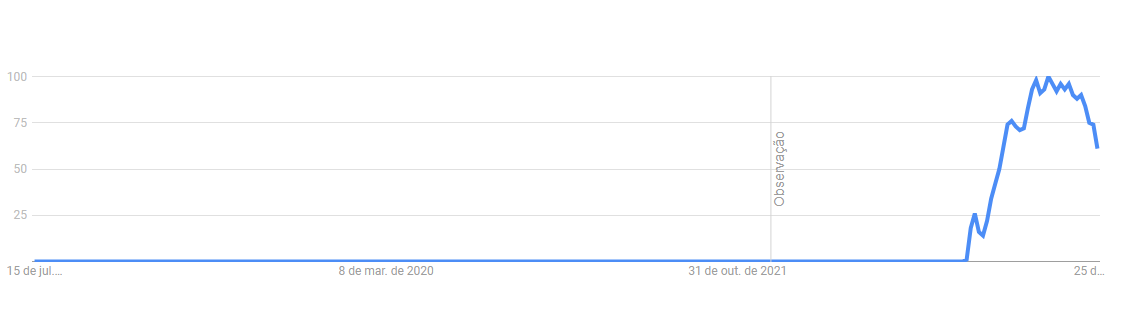 100
75
50
25
Observação
15 de jul....
8 de mar. de 2020
31 de out. de 2021
25 d...